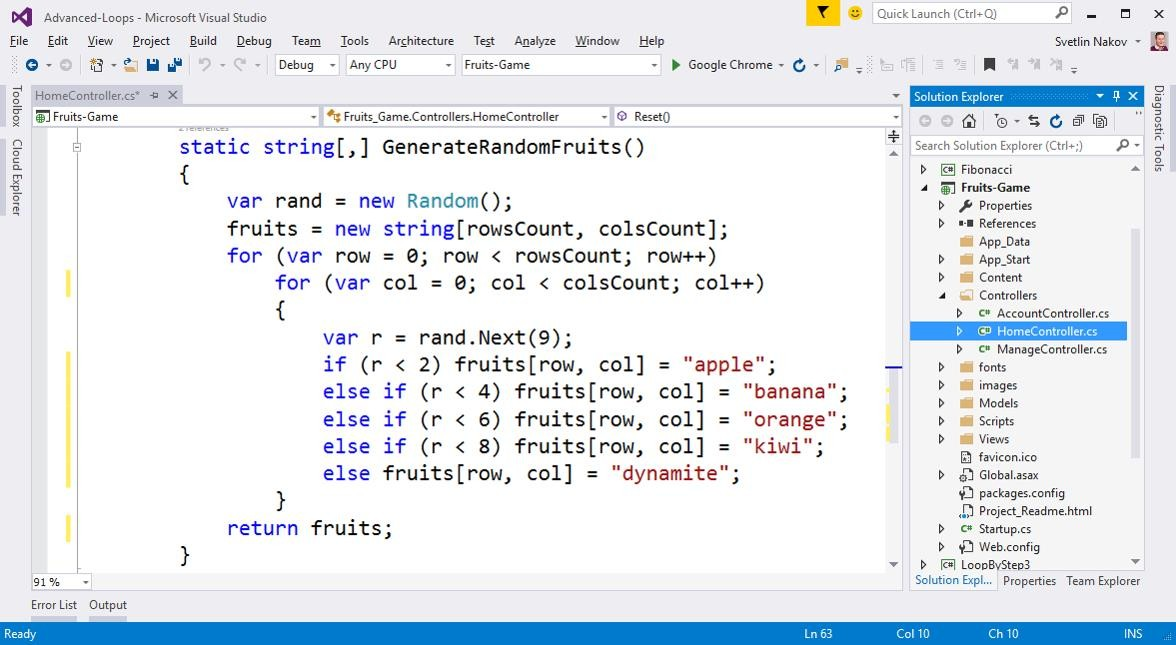 Advanced-Loops - Microsoft Visual Studio
Quick Launch (Ctrl+Q)
File Edit View Project Build Debug Team Tools Architecture Test Analyze Window Help
Svetlin Nakov
Debug Any CPU Fruits-Game Google Chrome
Toolbox
Cloud Explorer
HomeController.cs*
Fruits-Game Fruits_Game.Controllers.HomeController Reset()
2 references
static string[,] GenerateRandomFruits()
{
var rand = new Random();
fruits = new string[rowsCount, colsCount];
for (var row = 0; row < rowsCount; row++)
for (var col = 0; col < colsCount; col++)
{
var r = rand.Next(9);
if (r < 2) fruits[row, col] = "apple";
else if (r < 4) fruits[row, col] = "banana";
else if (r < 6) fruits[row, col] = "orange";
else if (r < 8) fruits[row, col] = "kiwi";
else fruits[row, col] = "dynamite";
}
return fruits;
}
91 %
Solution Explorer
Search Solution Explorer (Ctrl+;)
C# Fibonacci
Fruits-Game
Properties
References
App_Data
App_Start
Content
Controllers
C# AccountController.cs
C# HomeController.cs
C# ManageController.cs
fonts
images
Models
Scripts
Views
favicon.ico
Global.asax
packages.config
Project_Readme.html
C# Startup.cs
Web.config
C# LoopByStep3
Solution Expl... Properties Team Explorer
Diagnostic Tools
Error List Output
Ready Ln 63 Col 10 Ch 10 INS